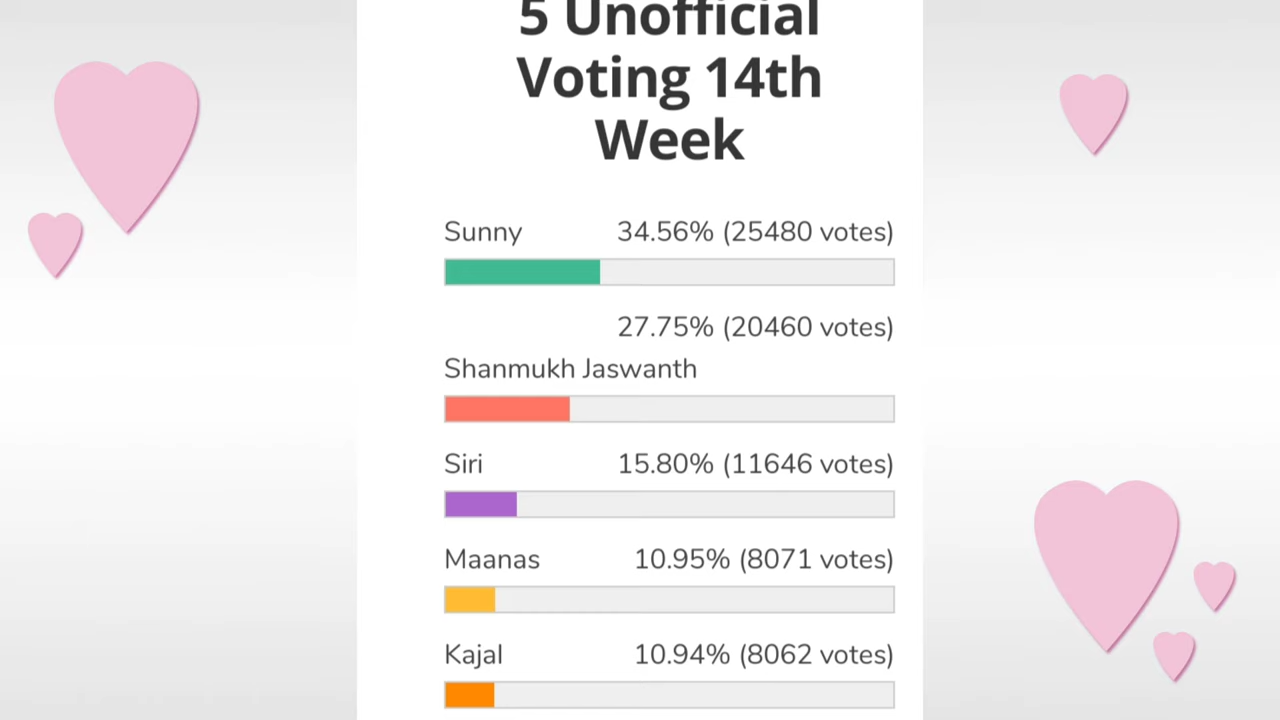 5 Unofficial
Voting 14th
Week
Sunny 34.56% (25480 votes)
27.75% (20460 votes)
Shanmukh Jaswanth
Siri 15.80% (11646 votes)
Maanas 10.95% (8071 votes)
Kajal 10.94% (8062 votes)